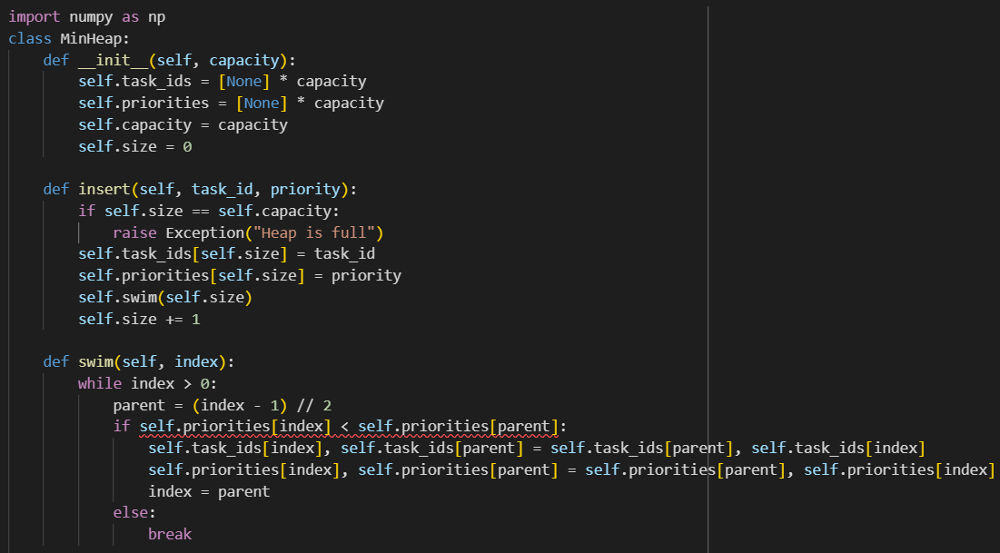 import numpy as np
class MinHeap:
    def __init__(self, capacity):
        self.task_ids = [None] * capacity
        self.priorities = [None] * capacity
        self.capacity = capacity
        self.size = 0

    def insert(self, task_id, priority):
        if self.size == self.capacity:
            raise Exception("Heap is full")
        self.task_ids[self.size] = task_id
        self.priorities[self.size] = priority
        self.swim(self.size)
        self.size += 1

    def swim(self, index):
        while index > 0:
            parent = (index - 1) // 2
            if self.priorities[index] < self.priorities[parent]:
                self.task_ids[index], self.task_ids[parent] = self.task_ids[parent], self.task_ids[index]
                self.priorities[index], self.priorities[parent] = self.priorities[parent], self.priorities[index]
                index = parent
            else:
                break